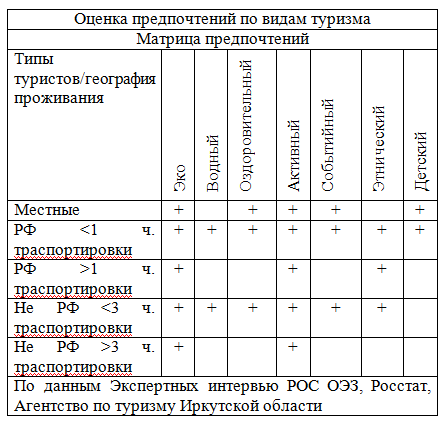 Оценка предпочтений по видам туризма
Матрица предпочтений
Типы
туристов/география
проживания
Эко
Водный
Оздоровительный
Активный
Событийный
Этнический
Детский
Местные + + + + +
РФ <1 ч.
траспортировки + + + + + + +
РФ >1 ч.
траспортировки + + +
Не РФ <3 ч.
траспортировки + + + + + +
Не РФ >3 ч.
траспортировки + +
По данным Экспертных интервью РОС ОЭЗ, Росстат,
Агентство по туризму Иркутской области